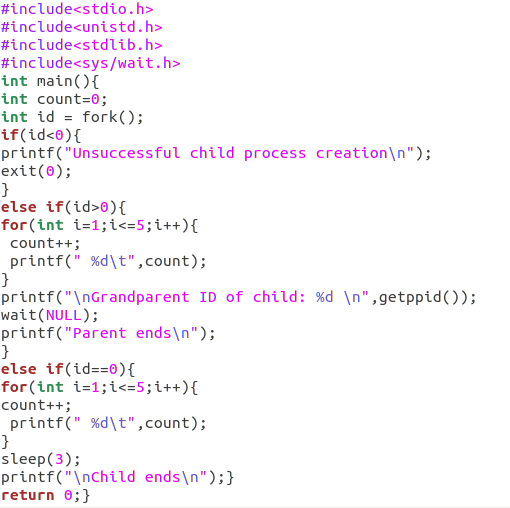 #include<stdio.h>
#include<unistd.h>
#include<stdlib.h>
#include<sys/wait.h>
int main(){
int count=0;
int id = fork();
if(id<0){
printf("Unsuccessful child process creation\n");
exit(0);
}
else if(id>0){
for(int i=1;i<=5;i++){
 count++;
 printf(" %d\t",count);
}
printf("\nGrandparent ID of child: %d \n",getppid());
wait(NULL);
printf("Parent ends\n");
}
else if(id==0){
for(int i=1;i<=5;i++){
count++;
 printf(" %d\t",count);
}
sleep(3);
printf("\nChild ends\n");}
return 0;}